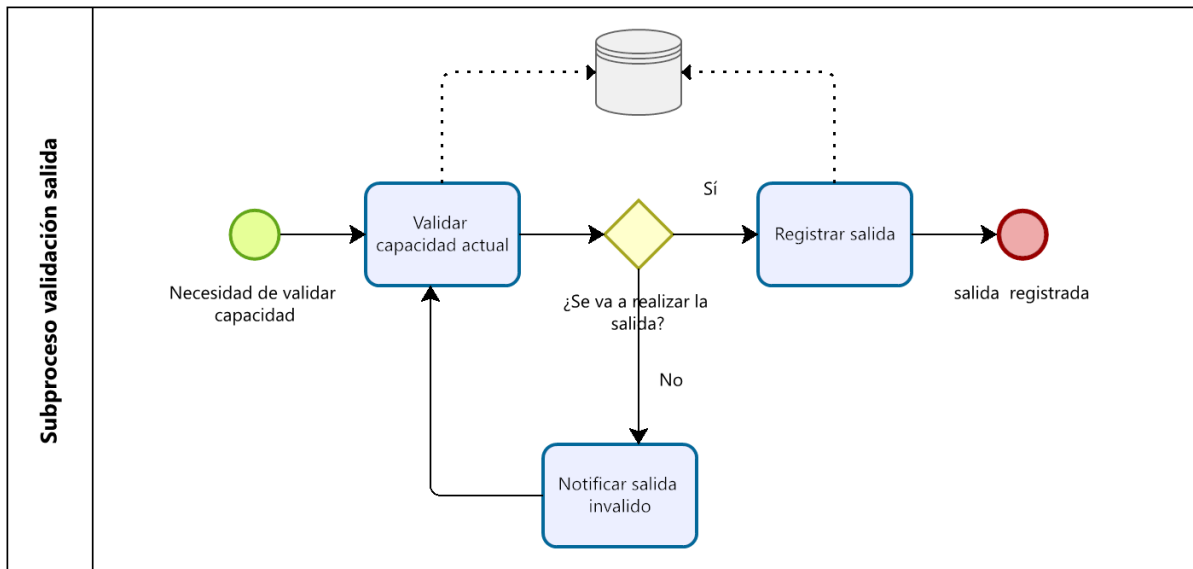 Subproceso validación salida
Necesidad de validar
capacidad
Validar
capacidad actual
¿Se va a realizar la
salida?
Sí
No
Registrar salida
salida  registrada
Notificar salida
invalido